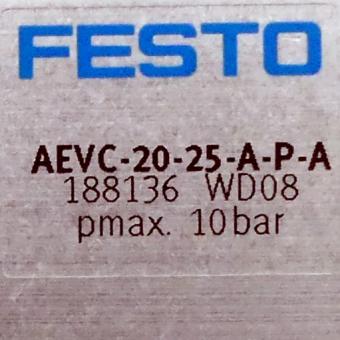 FESTO
AEVC-20-25-A-P-A
188136 WD08
pmax. 10bar